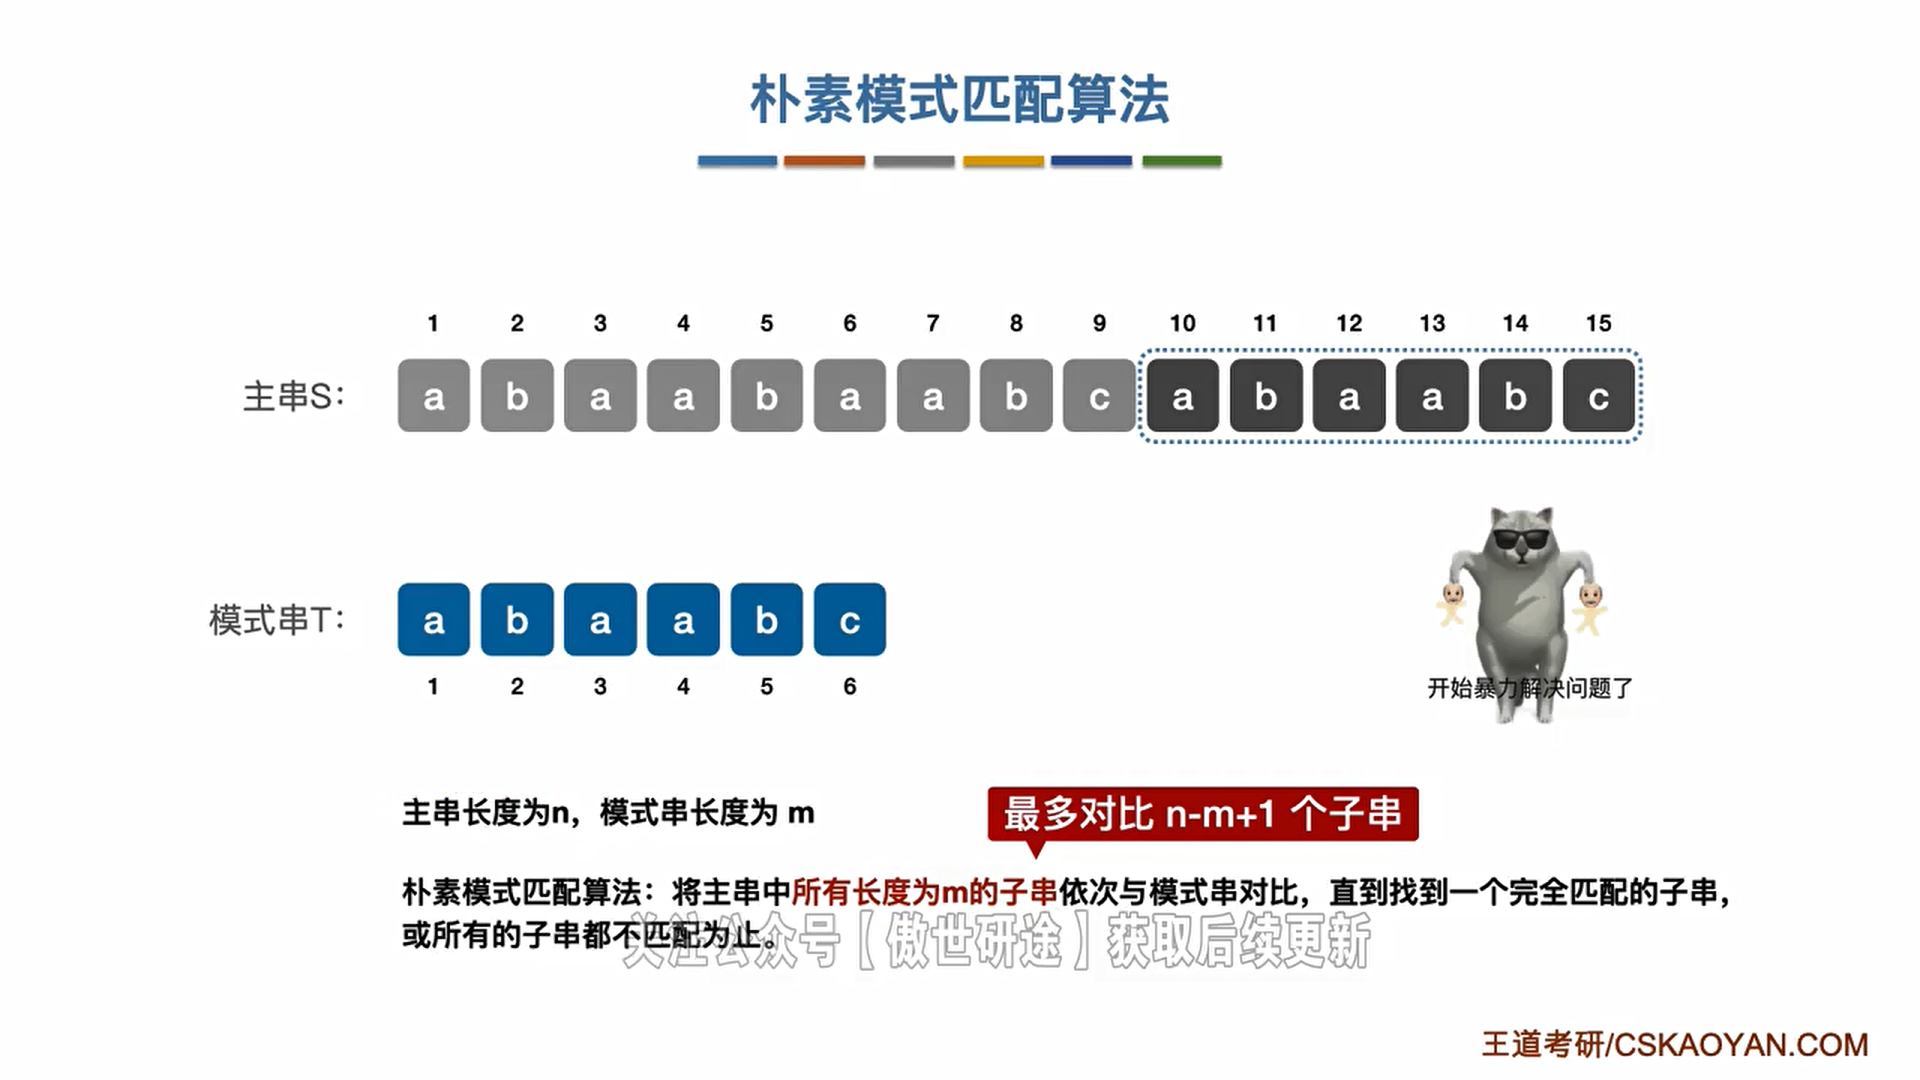 朴素模式匹配算法
1 2 3 4 5 6 7 8 9 10 11 12 13 14 15
主串S： a b a a b a a b c a b a a b c
模式串T： a b a a b c
1 2 3 4 5 6
开始暴力解决问题了
主串长度为n，模式串长度为 m
最多对比 n-m+1 个子串
朴素模式匹配算法：将主串中所有长度为m的子串依次与模式串对比，直到找到一个完全匹配的子串，
或所有的子串都不匹配为止。
关注公众号【傲世研途】获取后续更新
王道考研/CSKAOYAN.COM